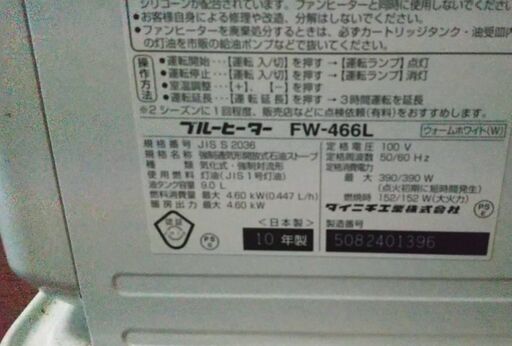 シリコーンが配合されています。ファンヒーターと同時に使用しないでください。
●お客様自身による修理や改造、分解はしないでください。
●ファンヒーターを廃棄処分するときは、必ずカートリッジタンク・油受皿内
の灯油を市販の給油ポンプなどで抜いてください。
操作方法
●運転開始…[運転 入/切]を押す→[運転ランプ]点灯
●運転停止…[運転 入/切]を押す→[運転ランプ]消灯
●室温調整…[+]、[-]を押す
●運転延長…[運転延長]を押す→3時間運転を延長
※2シーズンに1回程度、販売店などに点検依頼(有料)をおすすめします。
ブルーヒーター FW-466L ウォームホワイト(W)
規格番号 JIS S 2036
種類 強制通気形開放式石油ストーブ
種類 気化式・強制対流形
使用燃料 灯油(JIS1号灯油)
油タンク容量 9.0 L
燃料消費量 最大 4.60 kW(0.447 L/h)
暖房出力 最大 4.60 kW
定格電圧 100 V
定格周波数 50/60 Hz
定格消費電力
最大 390/390 W
(点火初期に短時間発生)
燃焼時 152/152 W(大火力)
ダイニチ工業株式会社
認証
PSE
PSE
<日本製>
10年製
製造番号
5082401396